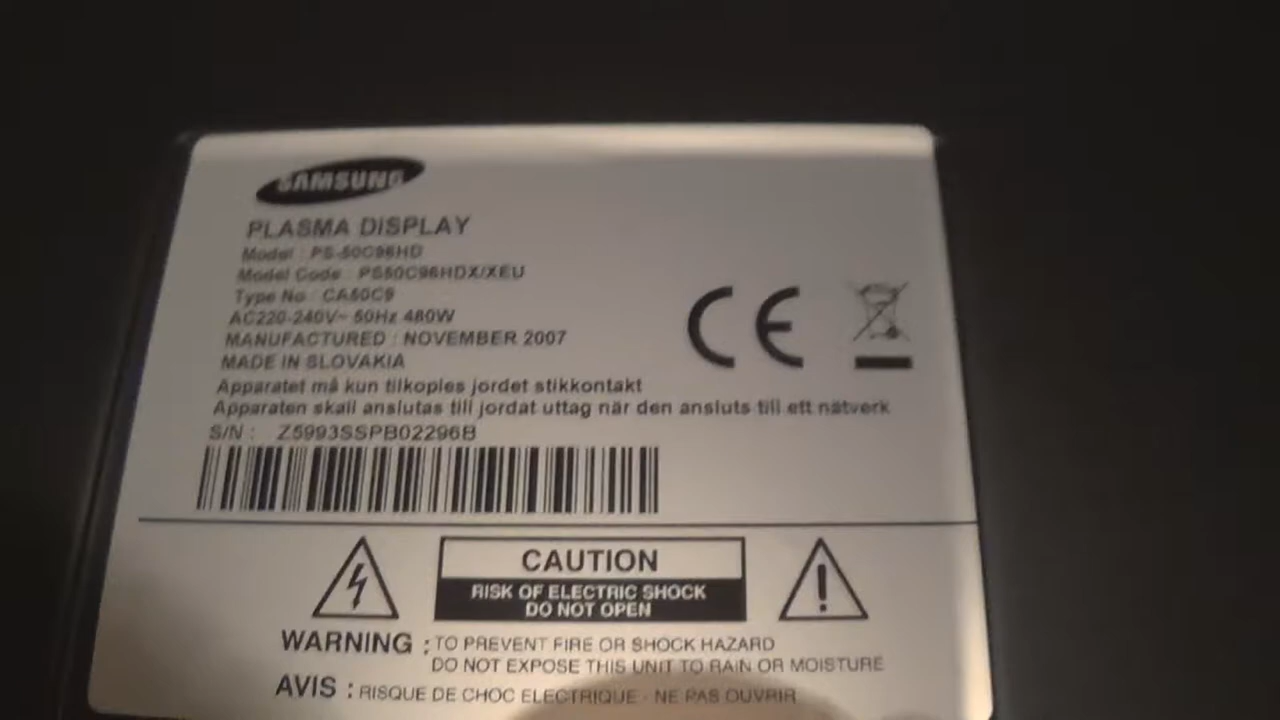 SAMSUNG
PLASMA DISPLAY
Model : PS-50C96HD
Model Code : PS50C96HDX/XEU
Type No : CA50C9
AC220-240V~ 50Hz 480W
MANUFACTURED : NOVEMBER 2007
MADE IN SLOVAKIA
Apparatet må kun tilkoples jordet stikkontakt
Apparaten skall anslutas till jordat uttag när den ansluts till ett nätverk
S/N : Z5993SSPB02296B
CE
CAUTION
RISK OF ELECTRIC SHOCK
DO NOT OPEN
WARNING : TO PREVENT FIRE OR SHOCK HAZARD
DO NOT EXPOSE THIS UNIT TO RAIN OR MOISTURE
AVIS : RISQUE DE CHOC ELECTRIQUE - NE PAS OUVRIR